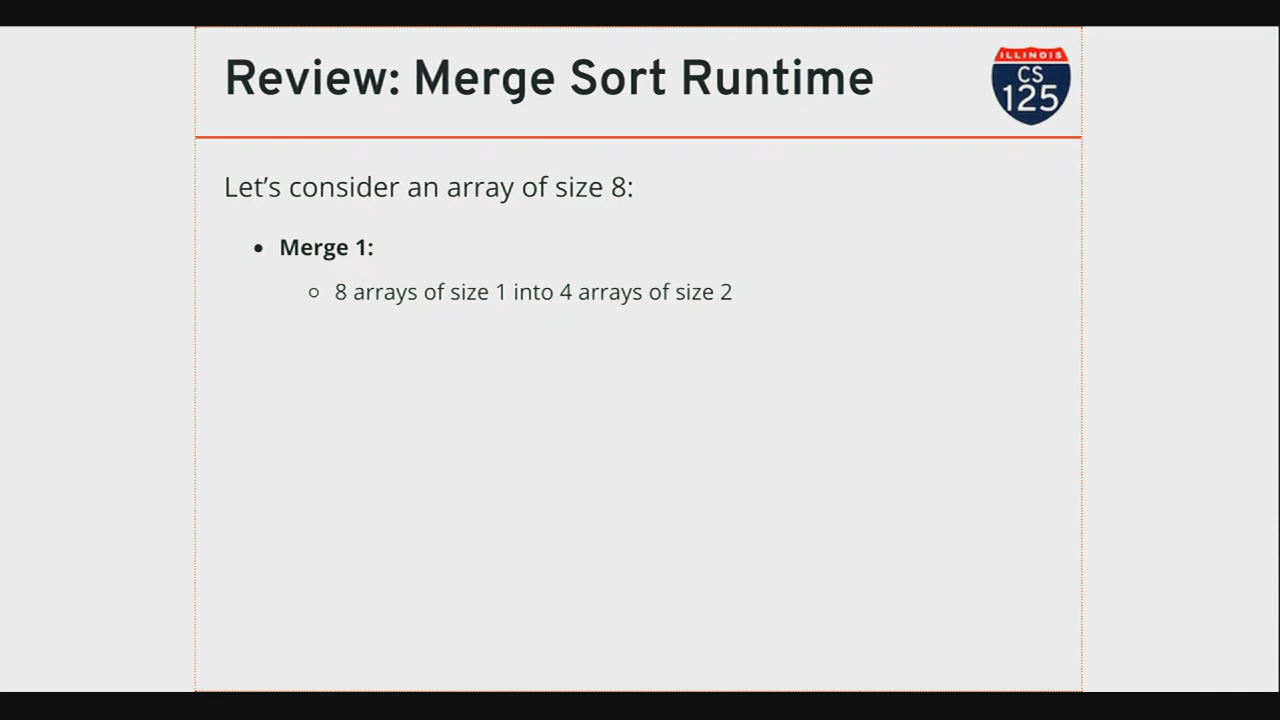 Review: Merge Sort Runtime
ILLINOIS
CS
125
Let’s consider an array of size 8:
• Merge 1:
○ 8 arrays of size 1 into 4 arrays of size 2